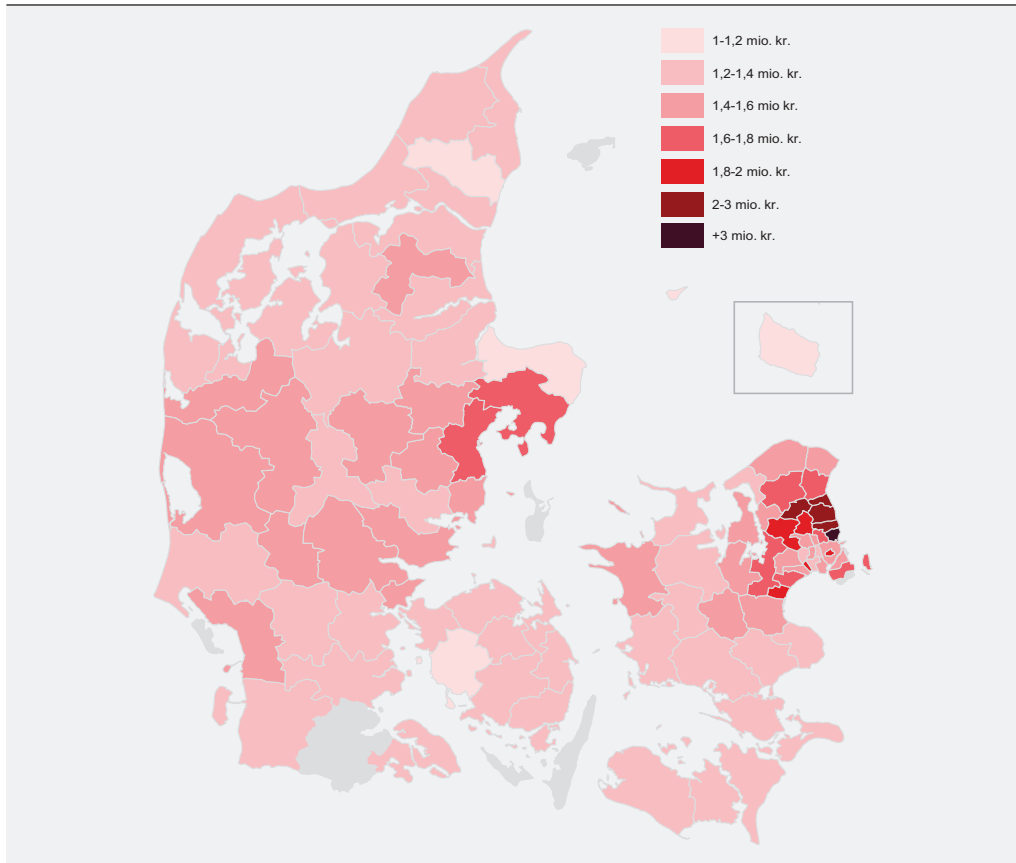 1-1,2 mio. kr.
1,2-1,4 mio. kr.
1,4-1,6 mio kr.
1,6-1,8 mio. kr.
1,8-2 mio. kr.
2-3 mio. kr.
+3 mio. kr.